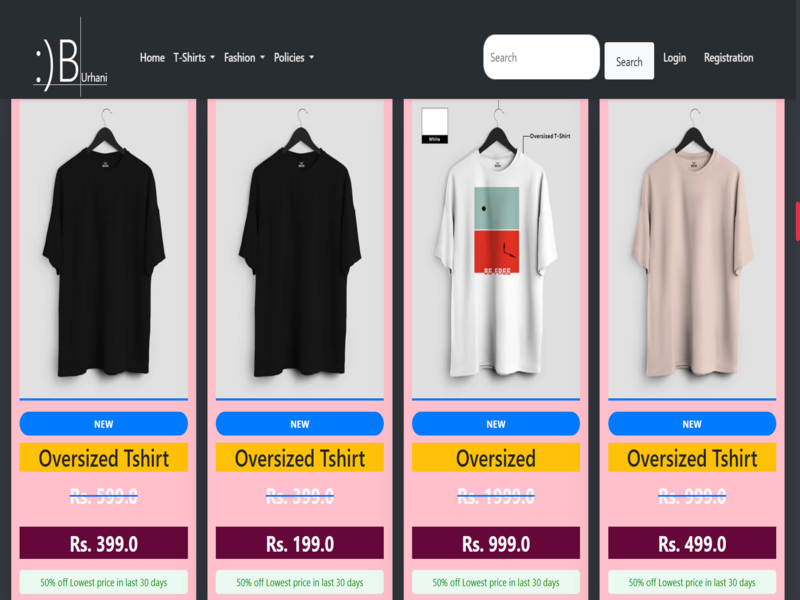 :)B Urhani
Home T-Shirts Fashion Policies Search Search Login Registration
White
Oversized T-Shirt
BE FREE
NEW NEW NEW NEW
Oversized Tshirt Oversized Tshirt Oversized Oversized Tshirt
Rs. 599.0 Rs. 399.0 Rs. 1999.0 Rs. 999.0
Rs. 399.0 Rs. 199.0 Rs. 999.0 Rs. 499.0
50% off Lowest price in last 30 days 50% off Lowest price in last 30 days 50% off Lowest price in last 30 days 50% off Lowest price in last 30 days